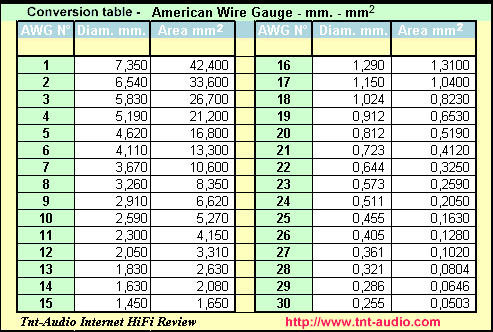 Conversion table - American Wire Gauge - mm. - mm²
AWG N° Diam. mm. Area mm² AWG N° Diam. mm. Area mm²
1 7,350 42,400 16 1,290 1,3100
2 6,540 33,600 17 1,150 1,0400
3 5,830 26,700 18 1,024 0,8230
4 5,190 21,200 19 0,912 0,6530
5 4,620 16,800 20 0,812 0,5190
6 4,110 13,300 21 0,723 0,4120
7 3,670 10,600 22 0,644 0,3250
8 3,260 8,350 23 0,573 0,2590
9 2,910 6,620 24 0,511 0,2050
10 2,590 5,270 25 0,455 0,1630
11 2,300 4,150 26 0,405 0,1280
12 2,050 3,310 27 0,361 0,1020
13 1,830 2,630 28 0,321 0,0804
14 1,630 2,080 29 0,286 0,0646
15 1,450 1,650 30 0,255 0,0503
Tnt-Audio Internet HiFi Review http://www.tnt-audio.com